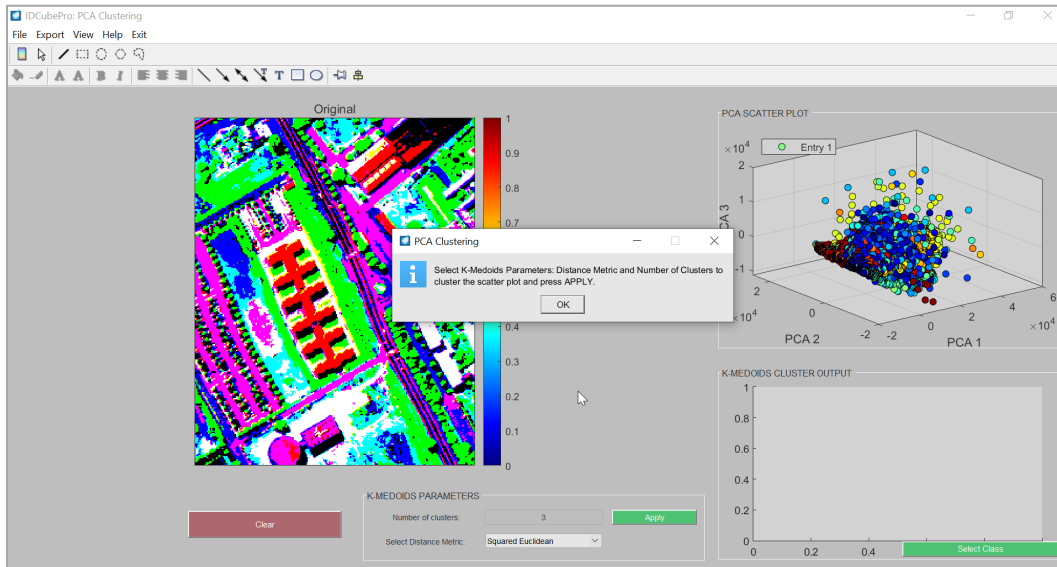 IDCubePro: PCA Clustering
File Export View Help Exit
A A B I T T
Original
1
0.9
0.8
0.7
0.4
0.3
0.2
0.1
0
PCA SCATTER PLOT
×10⁴
Entry 1
2
1
0
-1
PCA 3
2
0
-2
×10⁴
PCA 2
-2
0
2
4
6
×10⁴
PCA 1
PCA Clustering
Select K-Medoids Parameters: Distance Metric and Number of Clusters to
cluster the scatter plot and press APPLY.
OK
K-MEDOIDS CLUSTER OUTPUT
1
0.8
0.6
0.4
0.2
0
0 0.2 0.4
Select Class
Clear
K-MEDOIDS PARAMETERS
Number of clusters: 3 Apply
Select Distance Metric: Squared Euclidean